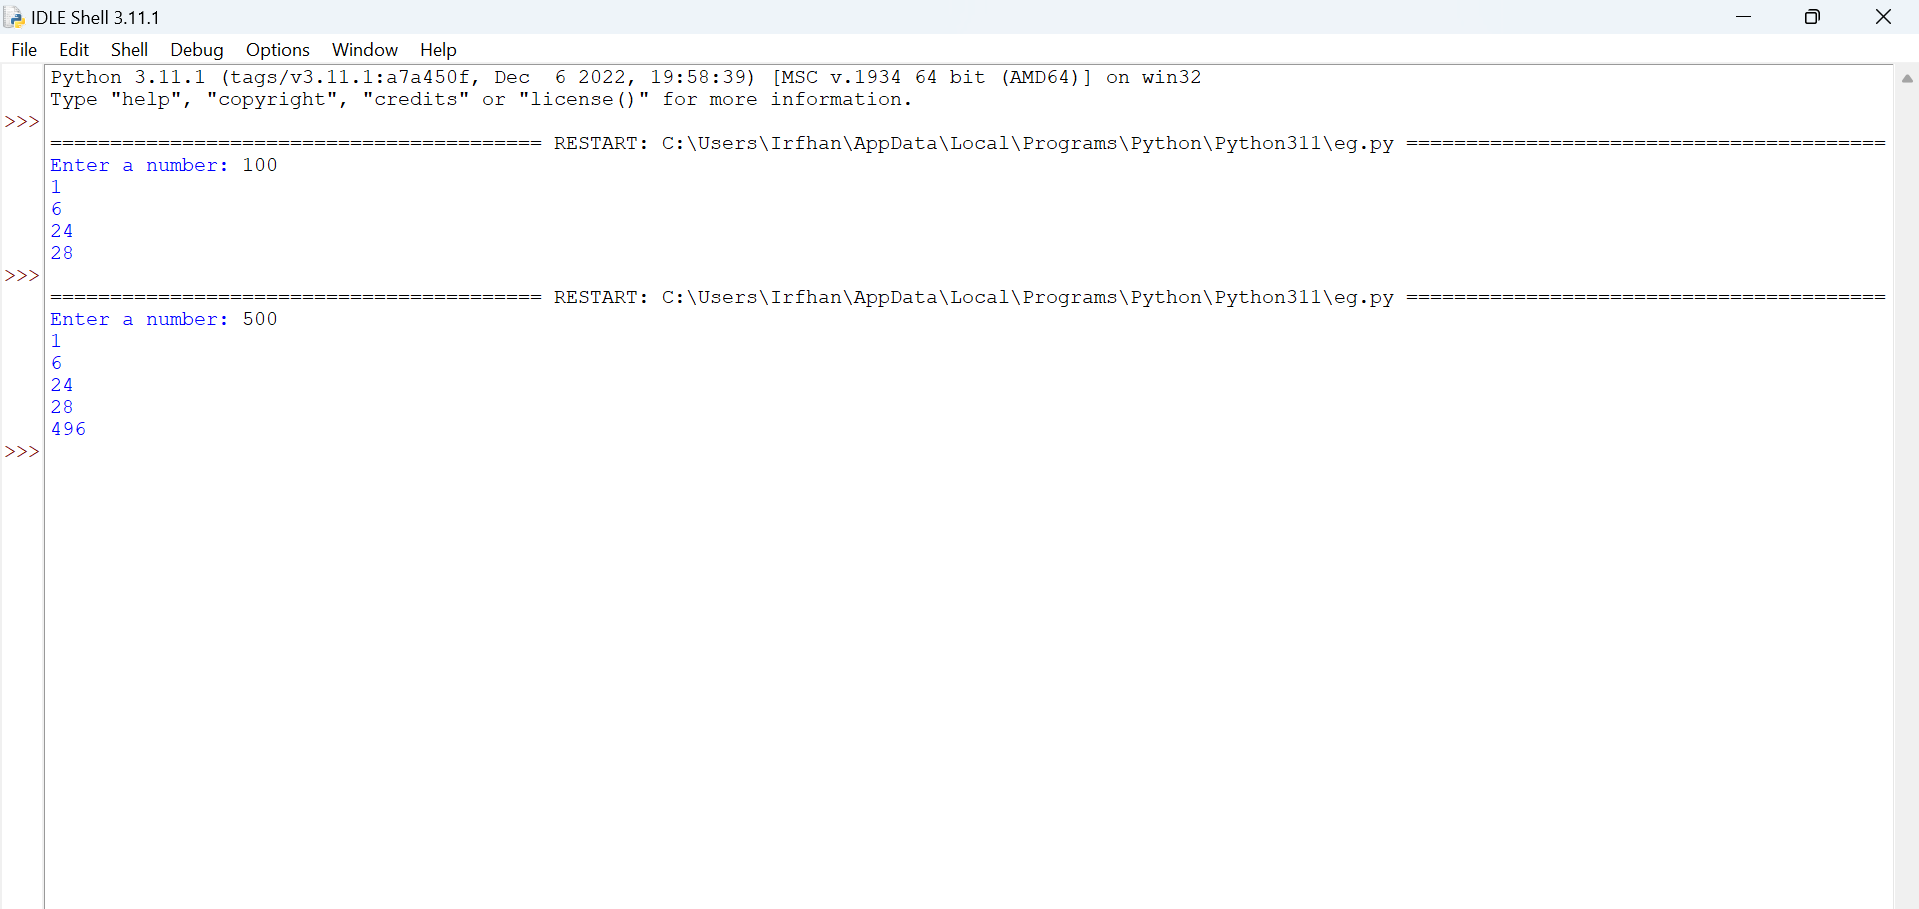 IDLE Shell 3.11.1
File Edit Shell Debug Options Window Help
Python 3.11.1 (tags/v3.11.1:a7a450f, Dec  6 2022, 19:58:39) [MSC v.1934 64 bit (AMD64)] on win32
Type "help", "copyright", "credits" or "license()" for more information.
>>>
========================================= RESTART: C:\Users\Irfhan\AppData\Local\Programs\Python\Python311\eg.py ========================================
Enter a number: 100
1
6
24
28
>>>
========================================= RESTART: C:\Users\Irfhan\AppData\Local\Programs\Python\Python311\eg.py ========================================
Enter a number: 500
1
6
24
28
496
>>>